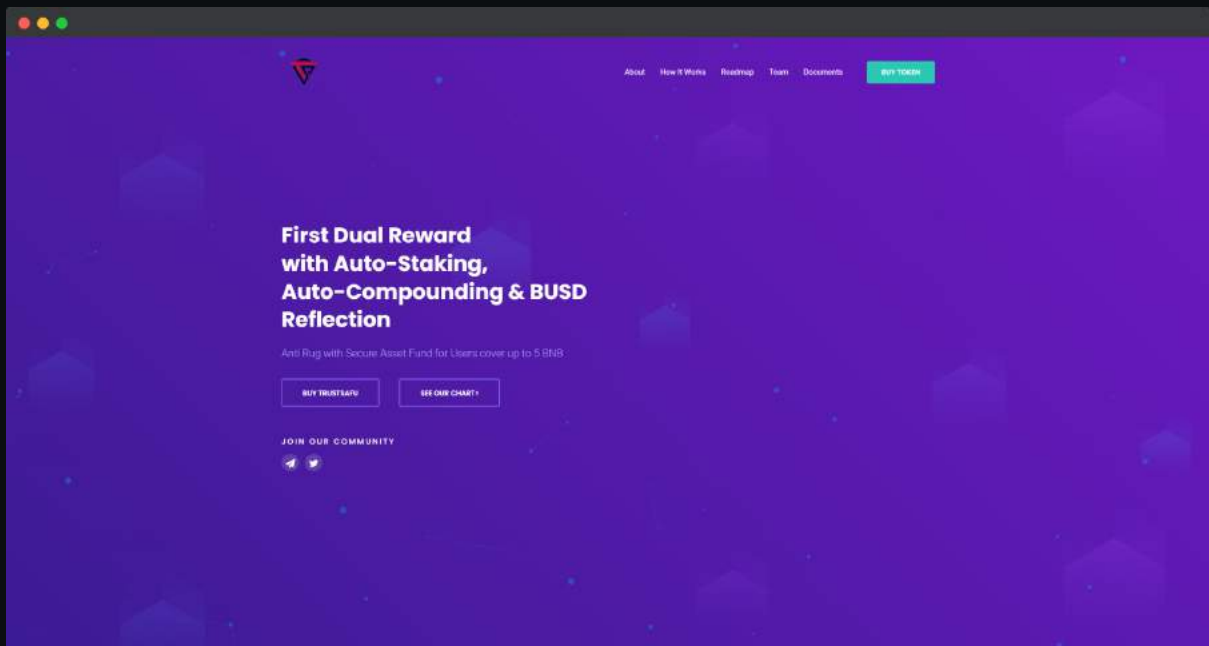 About How It Works Roadmap Team Documents BUY TOKEN
First Dual Reward
with Auto-Staking,
Auto-Compounding & BUSD
Reflection
Anti Rug with Secure Asset Fund for Users cover up to 5 BNB
BUY TRUSTSAFU SEE OUR CHART>
JOIN OUR COMMUNITY